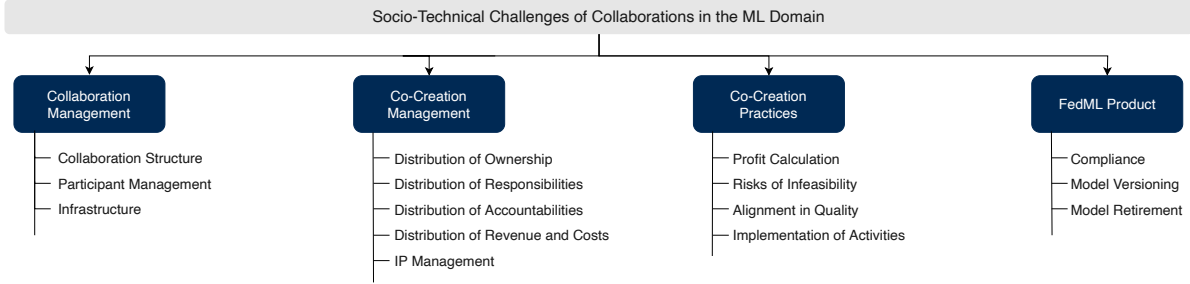 Socio-Technical Challenges of Collaborations in the ML Domain
Collaboration
Management
Collaboration Structure
Participant Management
Infrastructure
Co-Creation
Management
Distribution of Ownership
Distribution of Responsibilities
Distribution of Accountabilities
Distribution of Revenue and Costs
IP Management
Co-Creation
Practices
Profit Calculation
Risks of Infeasibility
Alignment in Quality
Implementation of Activities
FedML Product
Compliance
Model Versioning
Model Retirement